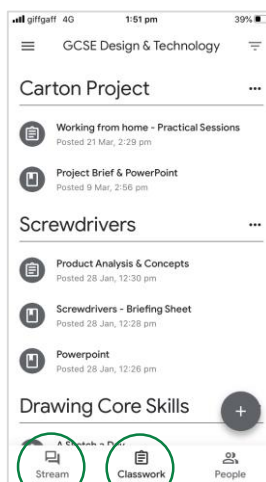 giffgaff 4G 1:51 pm 39%
GCSE Design & Technology
Carton Project
Working from home - Practical Sessions
Posted 21 Mar, 2:29 pm
Project Brief & PowerPoint
Posted 9 Mar, 2:56 pm
Screwdrivers
Product Analysis & Concepts
Posted 28 Jan, 12:30 pm
Screwdrivers - Briefing Sheet
Posted 28 Jan, 12:28 pm
Powerpoint
Posted 28 Jan, 12:26 pm
Drawing Core Skills
A Sketch a Day
Stream Classwork People